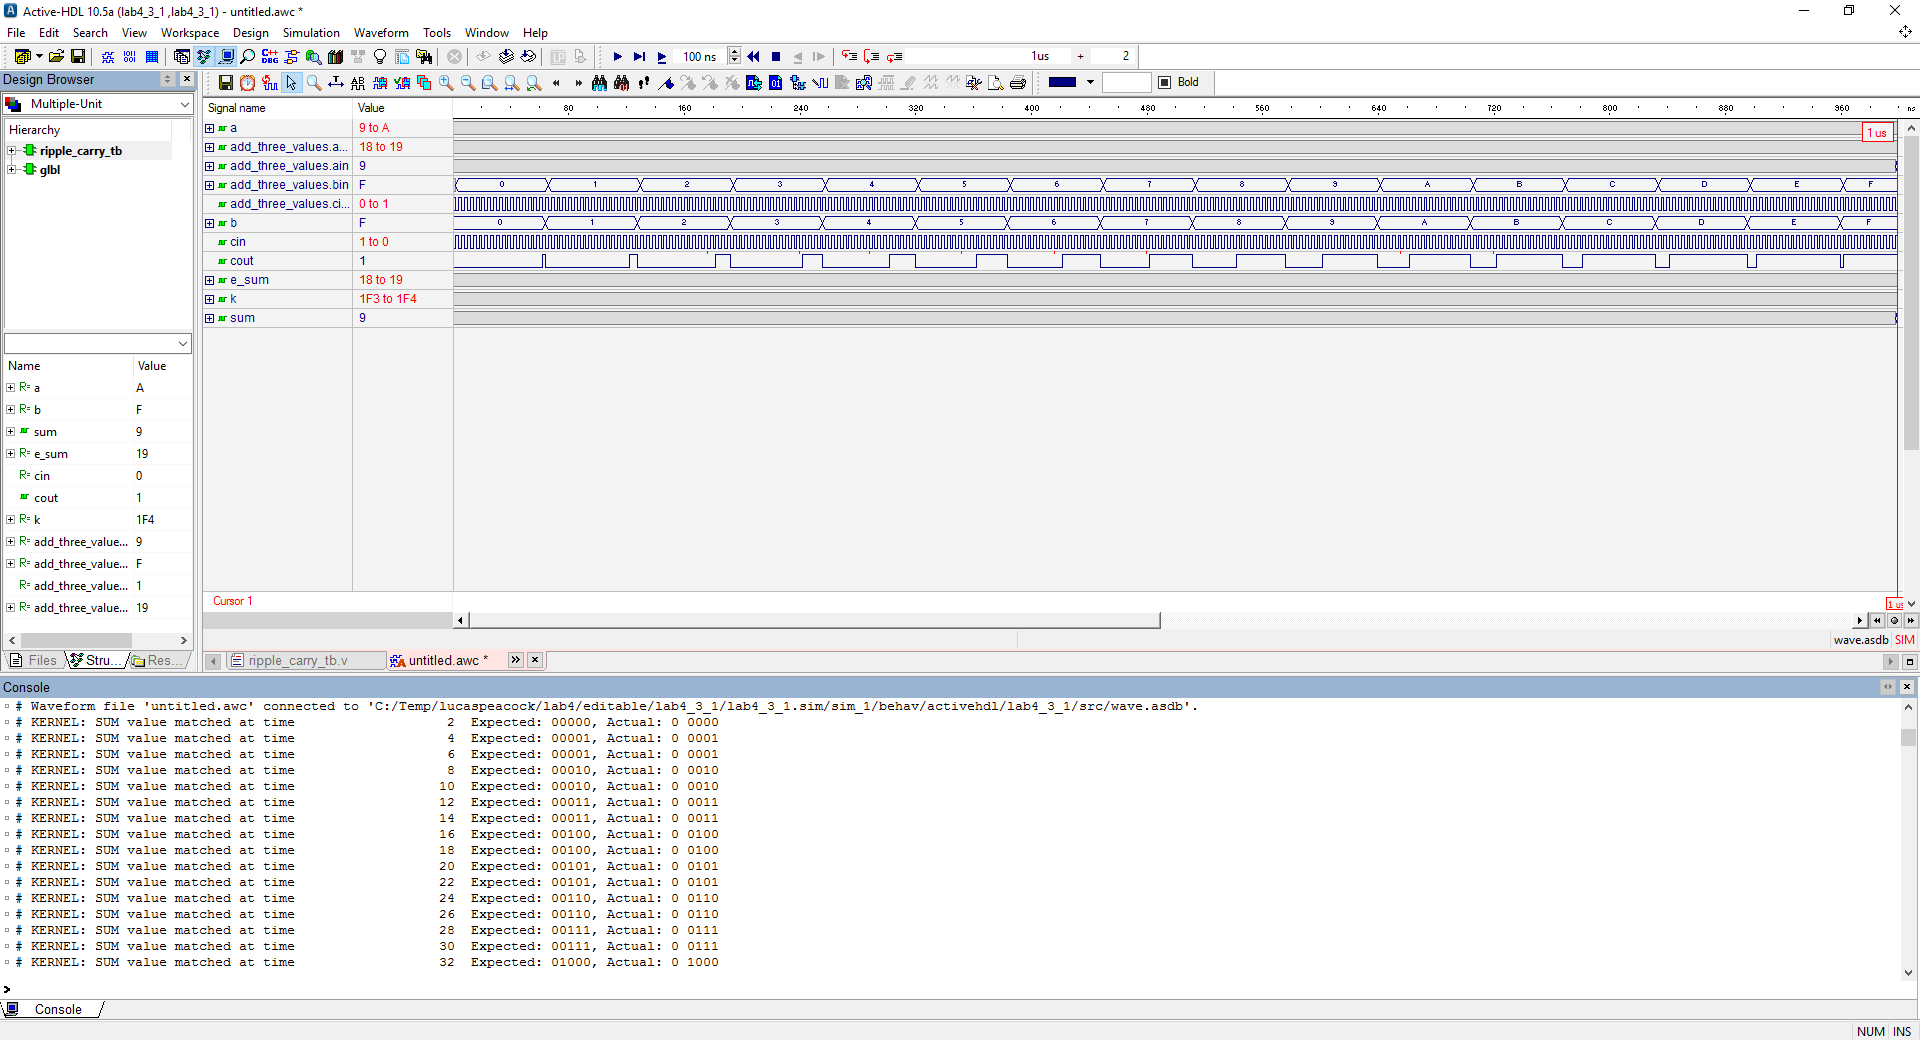 Active-HDL 10.5a (lab4_3_1 ,lab4_3_1) - untitled.awc *
File Edit Search View Workspace Design Simulation Waveform Tools Window Help
100 ns 1us + 2
Design Browser
Bold
Multiple-Unit
Hierarchy
ripple_carry_tb
glbl
Name Value
a A
b F
sum 9
e_sum 19
cin 0
cout 1
k 1F4
add_three_value... 9
add_three_value... F
add_three_value... 1
add_three_value... 19
Files Stru... Res...
Signal name Value 80 160 240 320 400 480 560 640 720 800 880 960 ns
a 9 to A 1 us
add_three_values.a... 18 to 19
add_three_values.ain 9
add_three_values.bin F 0 1 2 3 4 5 6 7 8 9 A B C D E F
add_three_values.ci... 0 to 1
b F 0 1 2 3 4 5 6 7 8 9 A B C D E F
cin 1 to 0
cout 1
e_sum 18 to 19
k 1F3 to 1F4
sum 9
Cursor 1 1 us
wave.asdb SIM
ripple_carry_tb.v untitled.awc *
Console
# Waveform file 'untitled.awc' connected to 'C:/Temp/lucaspeacock/lab4/editable/lab4_3_1/lab4_3_1.sim/sim_1/behav/activehdl/lab4_3_1/src/wave.asdb'.
# KERNEL: SUM value matched at time 2 Expected: 00000, Actual: 0 0000
# KERNEL: SUM value matched at time 4 Expected: 00001, Actual: 0 0001
# KERNEL: SUM value matched at time 6 Expected: 00001, Actual: 0 0001
# KERNEL: SUM value matched at time 8 Expected: 00010, Actual: 0 0010
# KERNEL: SUM value matched at time 10 Expected: 00010, Actual: 0 0010
# KERNEL: SUM value matched at time 12 Expected: 00011, Actual: 0 0011
# KERNEL: SUM value matched at time 14 Expected: 00011, Actual: 0 0011
# KERNEL: SUM value matched at time 16 Expected: 00100, Actual: 0 0100
# KERNEL: SUM value matched at time 18 Expected: 00100, Actual: 0 0100
# KERNEL: SUM value matched at time 20 Expected: 00101, Actual: 0 0101
# KERNEL: SUM value matched at time 22 Expected: 00101, Actual: 0 0101
# KERNEL: SUM value matched at time 24 Expected: 00110, Actual: 0 0110
# KERNEL: SUM value matched at time 26 Expected: 00110, Actual: 0 0110
# KERNEL: SUM value matched at time 28 Expected: 00111, Actual: 0 0111
# KERNEL: SUM value matched at time 30 Expected: 00111, Actual: 0 0111
# KERNEL: SUM value matched at time 32 Expected: 01000, Actual: 0 1000
>
Console
NUM INS